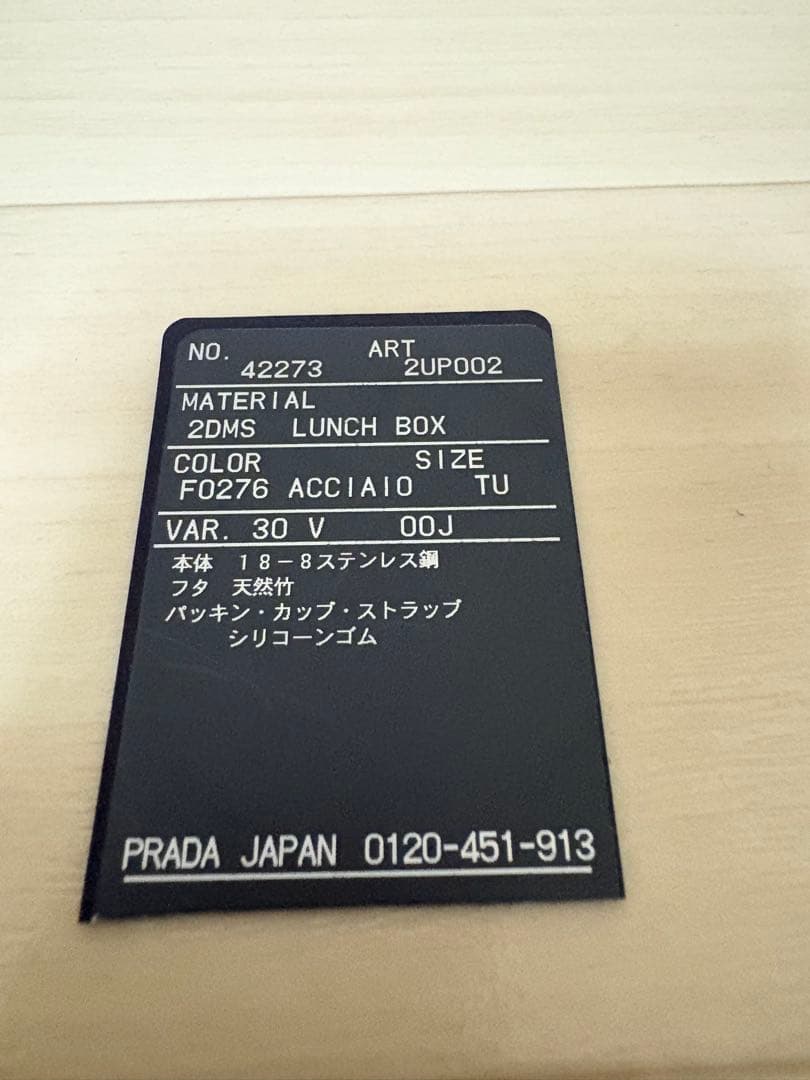 NO. ART
42273 2UP002
MATERIAL
2DMS LUNCH BOX
COLOR SIZE
F0276 ACCIAIO TU
VAR. 30 V 00J
本体 18-8ステンレス鋼
フタ 天然竹
パッキン・カップ・ストラップ
シリコーンゴム
PRADA JAPAN 0120-451-913